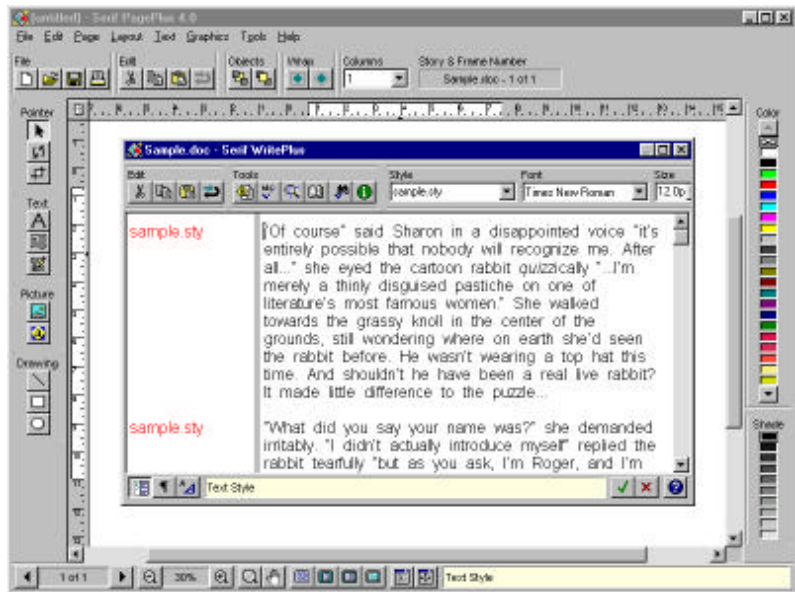 [untitled] - Serif PagePlus 4.0
File Edit Page Layout Text Graphics Tools Help
File Edit Objects Wrap Columns Story & Frame Number
1 Sample.doc - 1 of 1
Pointer
Color
Sample.doc - Serif WritePlus
Edit Tools Style Font Size
sample.sty Times New Roman 12.0p
Text
Picture
Drawing
sample.sty
"Of course" said Sharon in a disappointed voice "it's
entirely possible that nobody will recognize me. After
all..." she eyed the cartoon rabbit quizzically "...I'm
merely a thinly disguised pastiche on one of
literature's most famous women." She walked
towards the grassy knoll in the center of the
grounds, still wondering where on earth she'd seen
the rabbit before. He wasn't wearing a top hat this
time. And shouldn't he have been a real live rabbit?
It made little difference to the puzzle...
sample.sty
"What did you say your name was?" she demanded
irritably. "I didn't actually introduce myself" replied the
rabbit tearfully "but as you ask, I'm Roger, and I'm
Text Style
Shade
1 of 1 30% Text Style